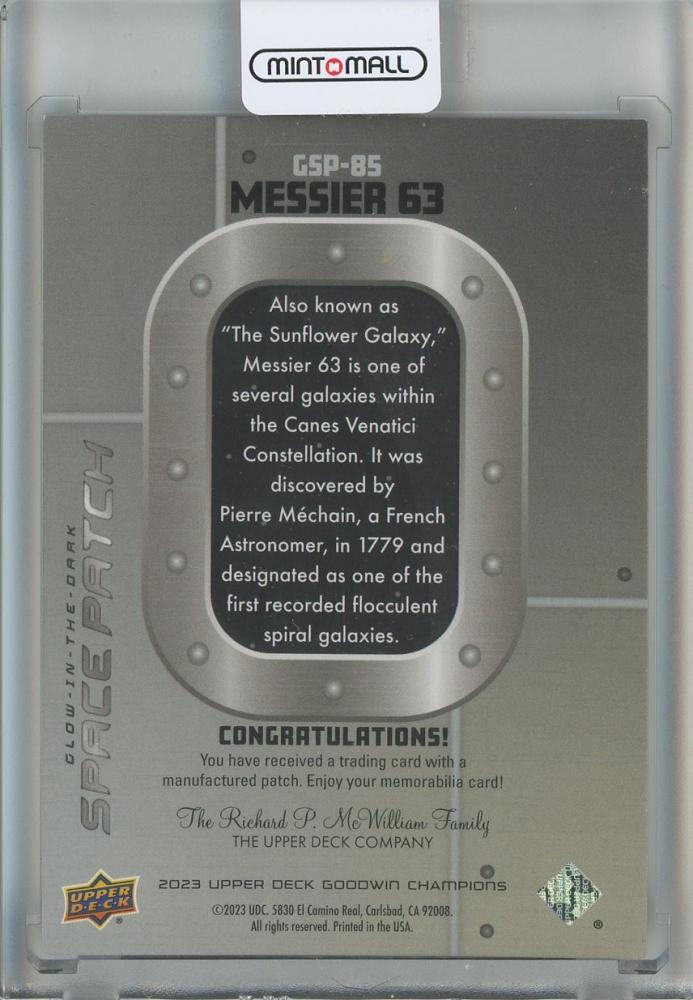 MINT MALL
GSP-85
MESSIER 63
Also known as
“The Sunflower Galaxy,”
Messier 63 is one of
several galaxies within
the Canes Venatici
Constellation. It was
discovered by
Pierre Méchain, a French
Astronomer, in 1779 and
designated as one of the
first recorded flocculent
spiral galaxies.
GLOW-IN-THE-DARK
SPACE PATCH
CONGRATULATIONS!
You have received a trading card with a
manufactured patch. Enjoy your memorabilia card!
The Richard P. McWilliam Family
THE UPPER DECK COMPANY
UPPER
D·E·C·K
®
2023 UPPER DECK GOODWIN CHAMPIONS
©2023 UDC. 5830 El Camino Real, Carlsbad, CA 92008.
All rights reserved. Printed in the USA.
®